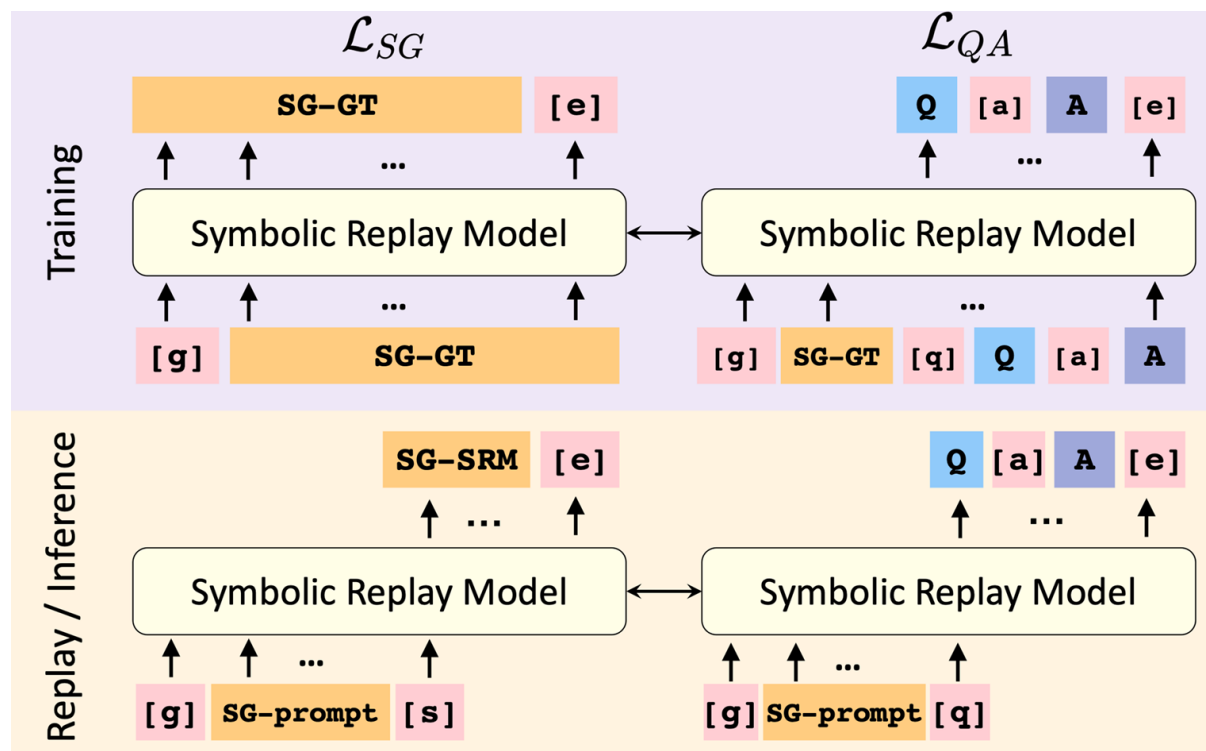 ℒSG ℒQA
SG-GT [e] Q [a] A [e]
... ...
Training
Symbolic Replay Model Symbolic Replay Model
... ...
[g] SG-GT [g] SG-GT [q] Q [a] A
SG-SRM [e] Q [a] A [e]
... ...
Replay / Inference
Symbolic Replay Model Symbolic Replay Model
... ...
[g] SG-prompt [s] [g] SG-prompt [q]